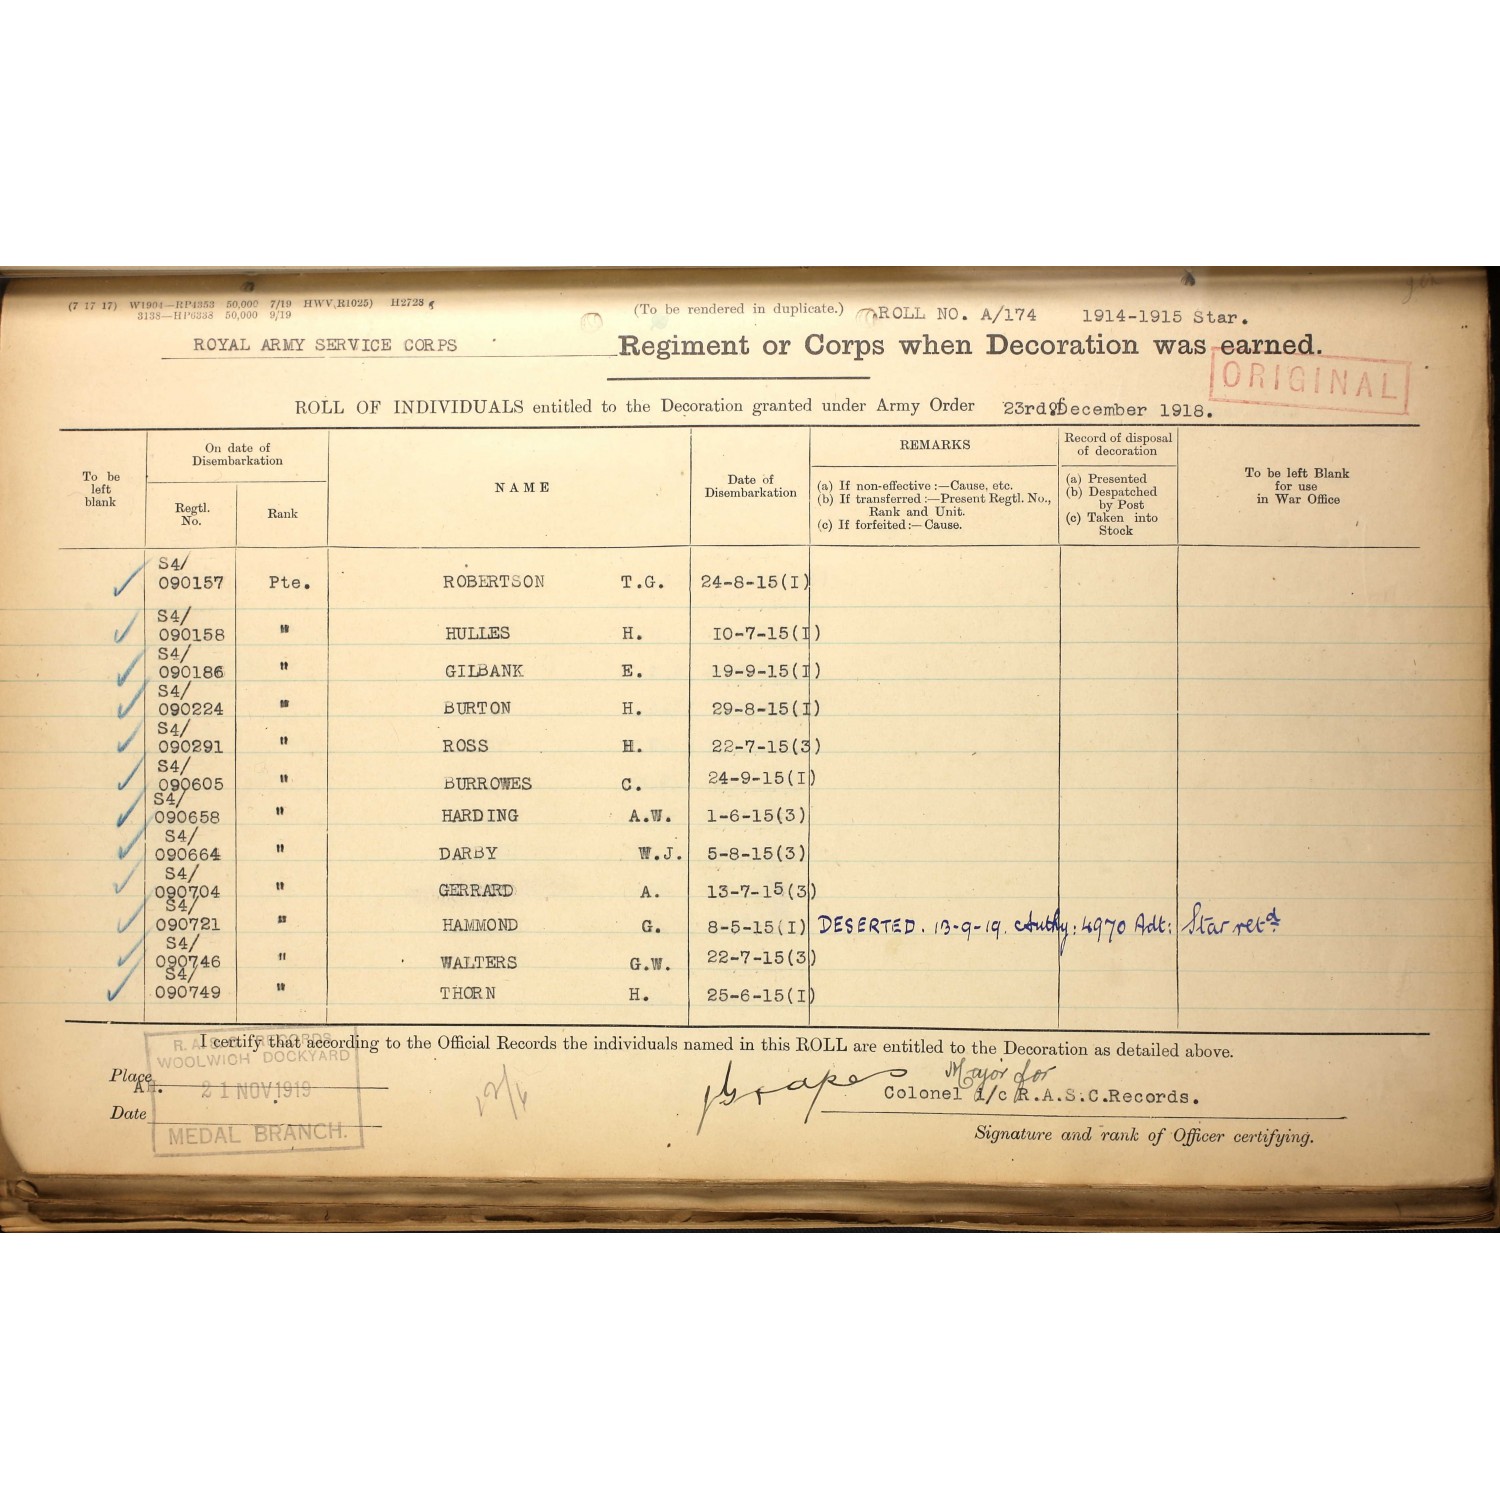 (7 17 17) W1904—RP4353 50,000 7/19 HWV(R1025) H2728
3138—HP6338 50,000 9/19
(To be rendered in duplicate.) ROLL NO. A/174 1914-1915 Star.
ROYAL ARMY SERVICE CORPS Regiment or Corps when Decoration was earned.
ORIGINAL
ROLL OF INDIVIDUALS entitled to the Decoration granted under Army Order 23rd of December 1918.
To be left blank
On date of Disembarkation
Regtl. No.
Rank
NAME
Date of Disembarkation
REMARKS
(a) If non-effective :—Cause, etc.
(b) If transferred :—Present Regtl. No., Rank and Unit.
(c) If forfeited :—Cause.
Record of disposal of decoration
(a) Presented
(b) Despatched by Post
(c) Taken into Stock
To be left Blank for use in War Office
S4/
090157 Pte. ROBERTSON T.G. 24-8-15(I)
S4/
090158 " HULLES H. IO-7-15(I)
S4/
090186 " GILBANK E. 19-9-15(I)
S4/
090224 " BURTON H. 29-8-15(I)
S4/
090291 " ROSS H. 22-7-15(3)
S4/
090605 " BURROWES C. 24-9-15(I)
S4/
090658 " HARDING A.W. 1-6-15(3)
S4/
090664 " DARBY W.J. 5-8-15(3)
S4/
090704 " GERRARD A. 13-7-15(3)
S4/
090721 " HAMMOND G. 8-5-15(I) DESERTED. 13-9-19. Authy: 4970 Adt: Star retd.
S4/
090746 " WALTERS G.W. 22-7-15(3)
S4/
090749 " THORN H. 25-6-15(I)
I certify that according to the Official Records the individuals named in this ROLL are entitled to the Decoration as detailed above.
R.A.S.C. RECORDS
WOOLWICH DOCKYARD
Place
21 NOV 1919
Major for
Colonel i/c R.A.S.C.Records.
Date
MEDAL BRANCH.
Signature and rank of Officer certifying.